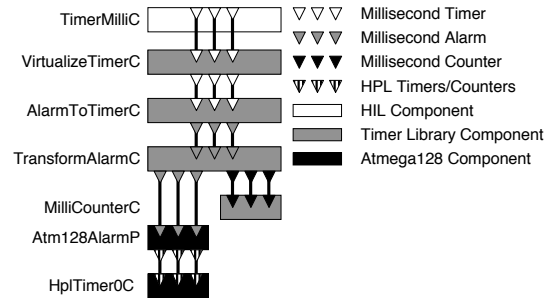 TimerMilliC
VirtualizeTimerC
AlarmToTimerC
TransformAlarmC
MilliCounterC
Atm128AlarmP
HplTimer0C
Millisecond Timer
Millisecond Alarm
Millisecond Counter
HPL Timers/Counters
HIL Component
Timer Library Component
Atmega128 Component